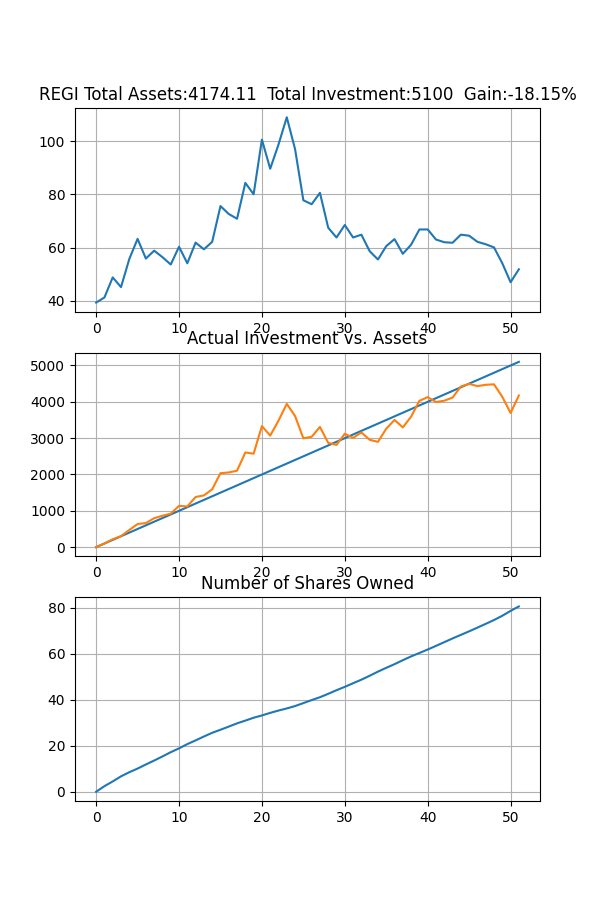 REGI Total Assets:4174.11  Total Investment:5100  Gain:-18.15%
100
80
60
40
0 10 20 30 40 50
Actual Investment vs. Assets
5000
4000
3000
2000
1000
0
0 10 20 30 40 50
Number of Shares Owned
80
60
40
20
0
0 10 20 30 40 50